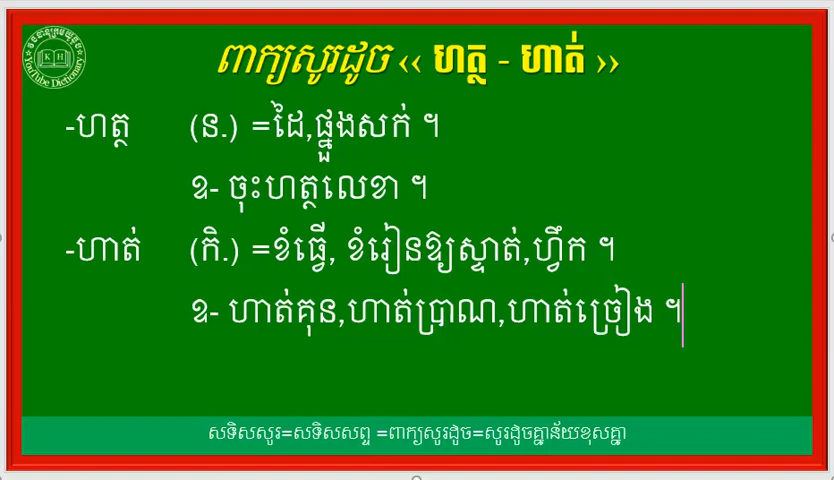 ពាក្យសូរដូច ‹‹ ហត្ថ - ហាត់ ››
-ហត្ថ (ន.) =ដៃ,ផ្នួងសក់ ។
ឧ- ចុះហត្ថលេខា ។
-ហាត់ (កិ.) =ខំធ្វើ, ខំរៀនឱ្យស្ទាត់,ហ្វឹក ។
ឧ- ហាត់គុន,ហាត់ប្រាណ,ហាត់ច្រៀង ។
សទិសសូរ=សទិសសព្ទ =ពាក្យសូរដូច=សូរដូចគ្នាន័យខុសគ្នា
K H
YouTube Dictionary